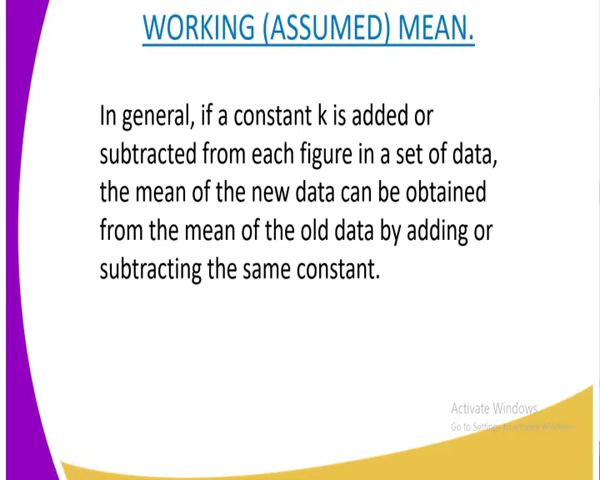 WORKING (ASSUMED) MEAN.
In general, if a constant k is added or
subtracted from each figure in a set of data,
the mean of the new data can be obtained
from the mean of the old data by adding or
subtracting the same constant.
Activate Windows
Go to Settings to activate Windows.